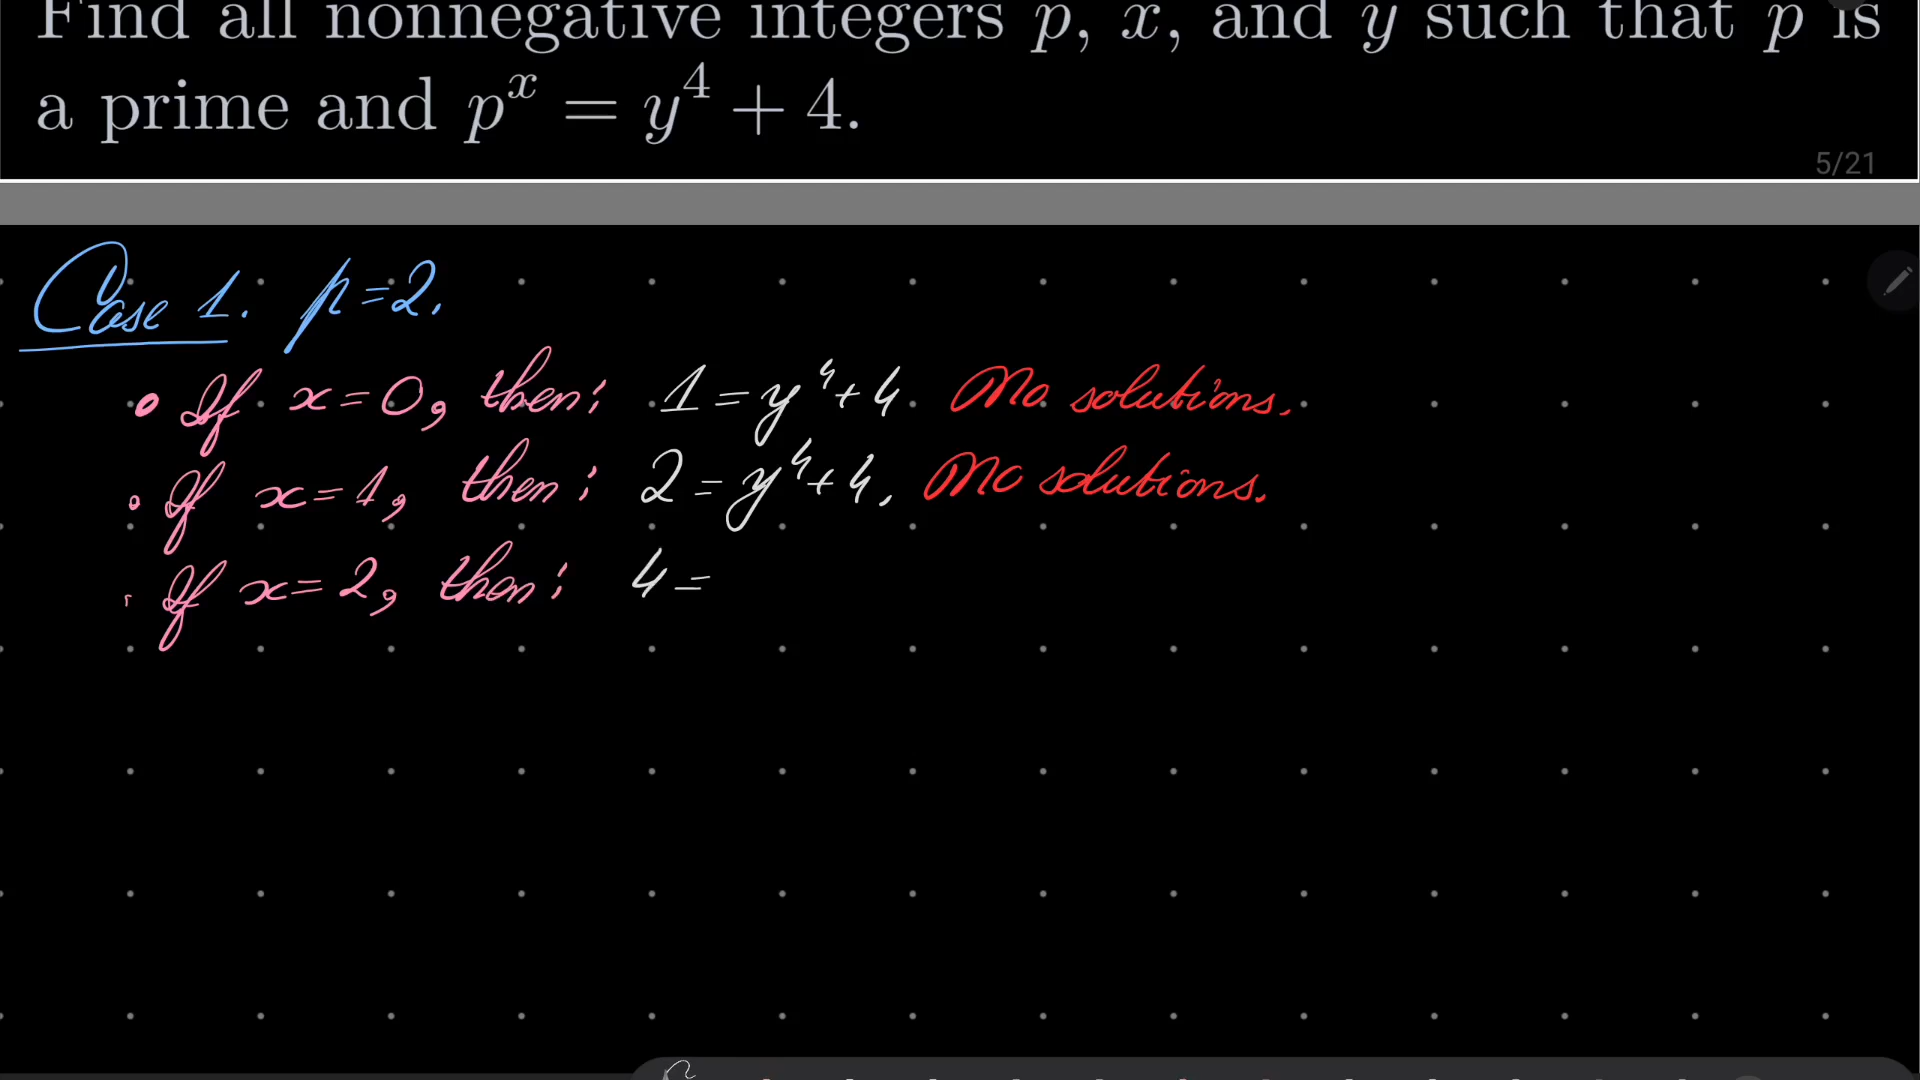 Find all nonnegative integers p, x, and y such that p is
a prime and p^x = y^4 + 4.
5/21
Case 1. p=2.
• If x=0, then: 1=y^4+4 No solutions.
• If x=1, then: 2=y^4+4. No solutions.
• If x=2, then: 4=